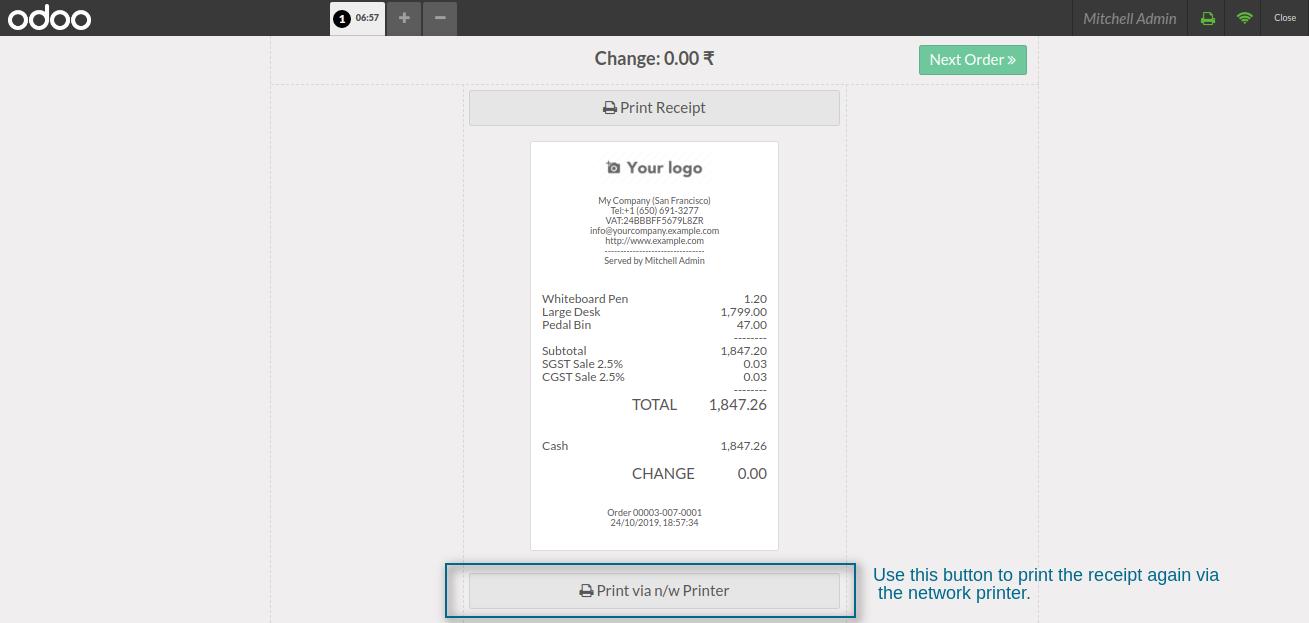 odoo
1 06:57
Mitchell Admin
Close
Change: 0.00 ₹
Next Order
Print Receipt
Your logo
My Company (San Francisco)
Tel:+1 (650) 691-3277
VAT:24BBBFF5679L8ZR
info@yourcompany.example.com
http://www.example.com
--------------------------------
Served by Mitchell Admin
Whiteboard Pen 1.20
Large Desk 1,799.00
Pedal Bin 47.00
--------
Subtotal 1,847.20
SGST Sale 2.5% 0.03
CGST Sale 2.5% 0.03
--------
TOTAL 1,847.26
Cash 1,847.26
CHANGE 0.00
Order 00003-007-0001
24/10/2019, 18:57:34
Print via n/w Printer
Use this button to print the receipt again via
the network printer.